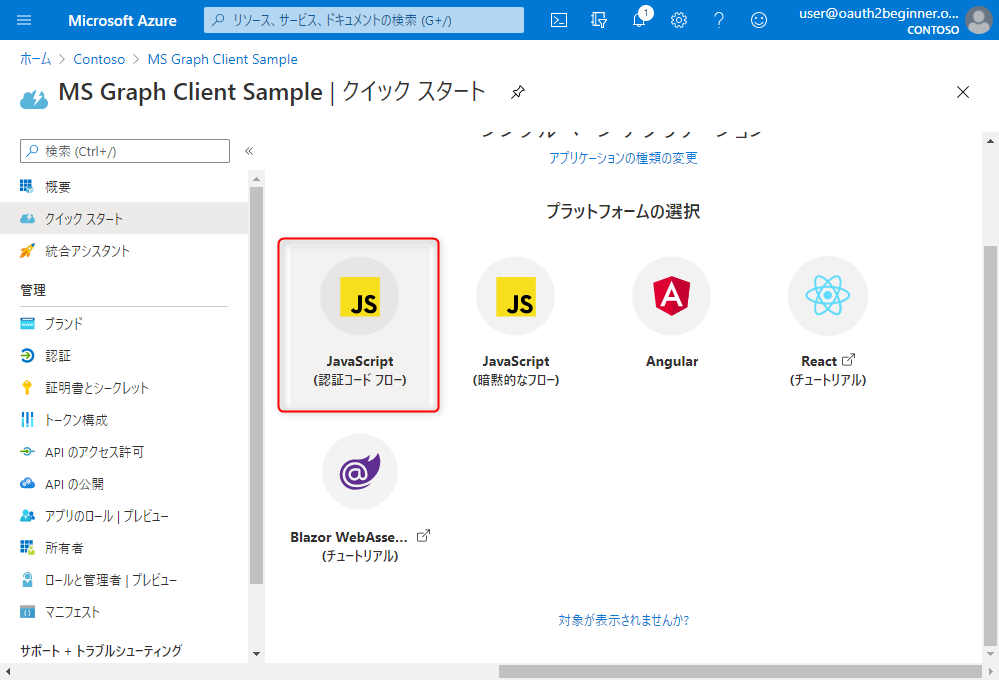 Microsoft Azure
リソース、サービス、ドキュメントの検索 (G+/)
1
user@oauth2beginner.o...
CONTOSO
ホーム > Contoso > MS Graph Client Sample
MS Graph Client Sample | クイック スタート
検索 (Ctrl+/)
概要
クイック スタート
統合アシスタント
管理
ブランド
認証
証明書とシークレット
トークン構成
API のアクセス許可
API の公開
アプリのロール | プレビュー
所有者
ロールと管理者 | プレビュー
マニフェスト
サポート + トラブルシューティング
アプリケーションの種類の変更
プラットフォームの選択
JS
JavaScript
(認証コード フロー)
JS
JavaScript
(暗黙的なフロー)
A
Angular
React
(チュートリアル)
@
Blazor WebAsse...
(チュートリアル)
対象が表示されませんか?